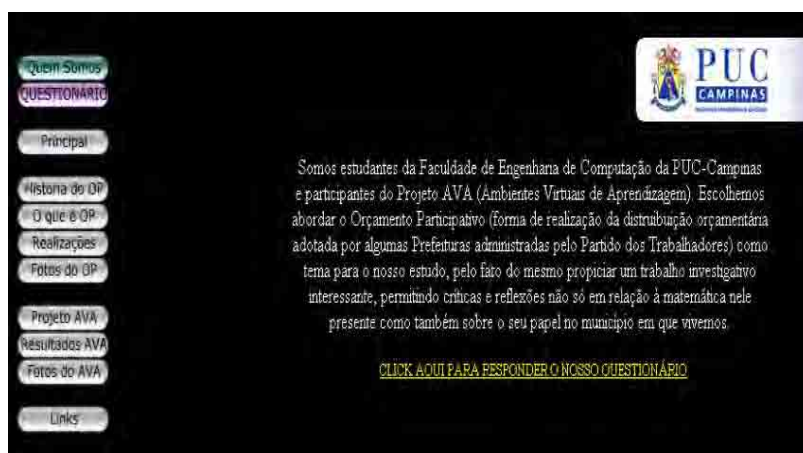 Quem Somos
QUESTIONÁRIO
Principal
Historia do OP
O que é OP
Realizações
Fotos do OP
Projeto AVA
Resultados AVA
Fotos do AVA
Links
PUC
CAMPINAS
Somos estudantes da Faculdade de Engenharia de Computação da PUC-Campinas
e participantes do Projeto AVA (Ambientes Virtuais de Aprendizagem). Escolhemos
abordar o Orçamento Participativo (forma de realização da distribuição orçamentária
adotada por algumas Prefeituras administradas pelo Partido dos Trabalhadores) como
tema para o nosso estudo, pelo fato do mesmo propiciar um trabalho investigativo
interessante, permitindo críticas e reflexões não só em relação à matemática nele
presente como também sobre o seu papel no município em que vivemos.
CLICK AQUI PARA RESPONDER O NOSSO QUESTIONÁRIO